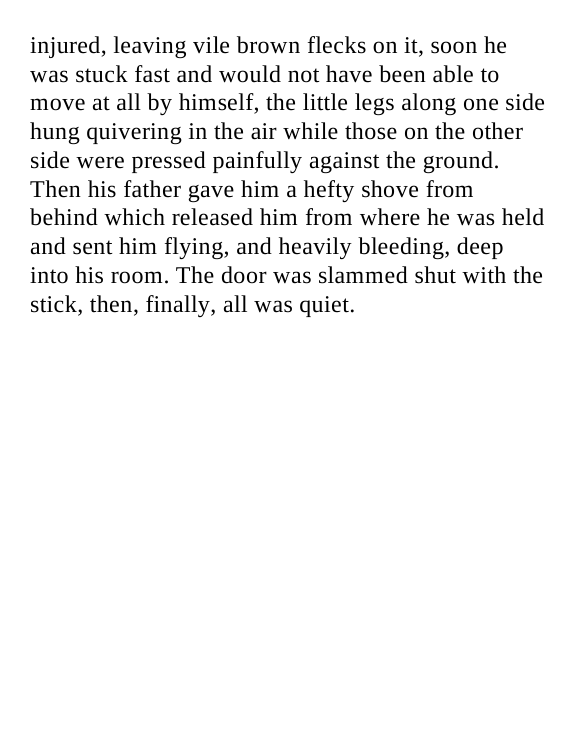 injured, leaving vile brown flecks on it, soon he
was stuck fast and would not have been able to
move at all by himself, the little legs along one side
hung quivering in the air while those on the other
side were pressed painfully against the ground.
Then his father gave him a hefty shove from
behind which released him from where he was held
and sent him flying, and heavily bleeding, deep
into his room. The door was slammed shut with the
stick, then, finally, all was quiet.